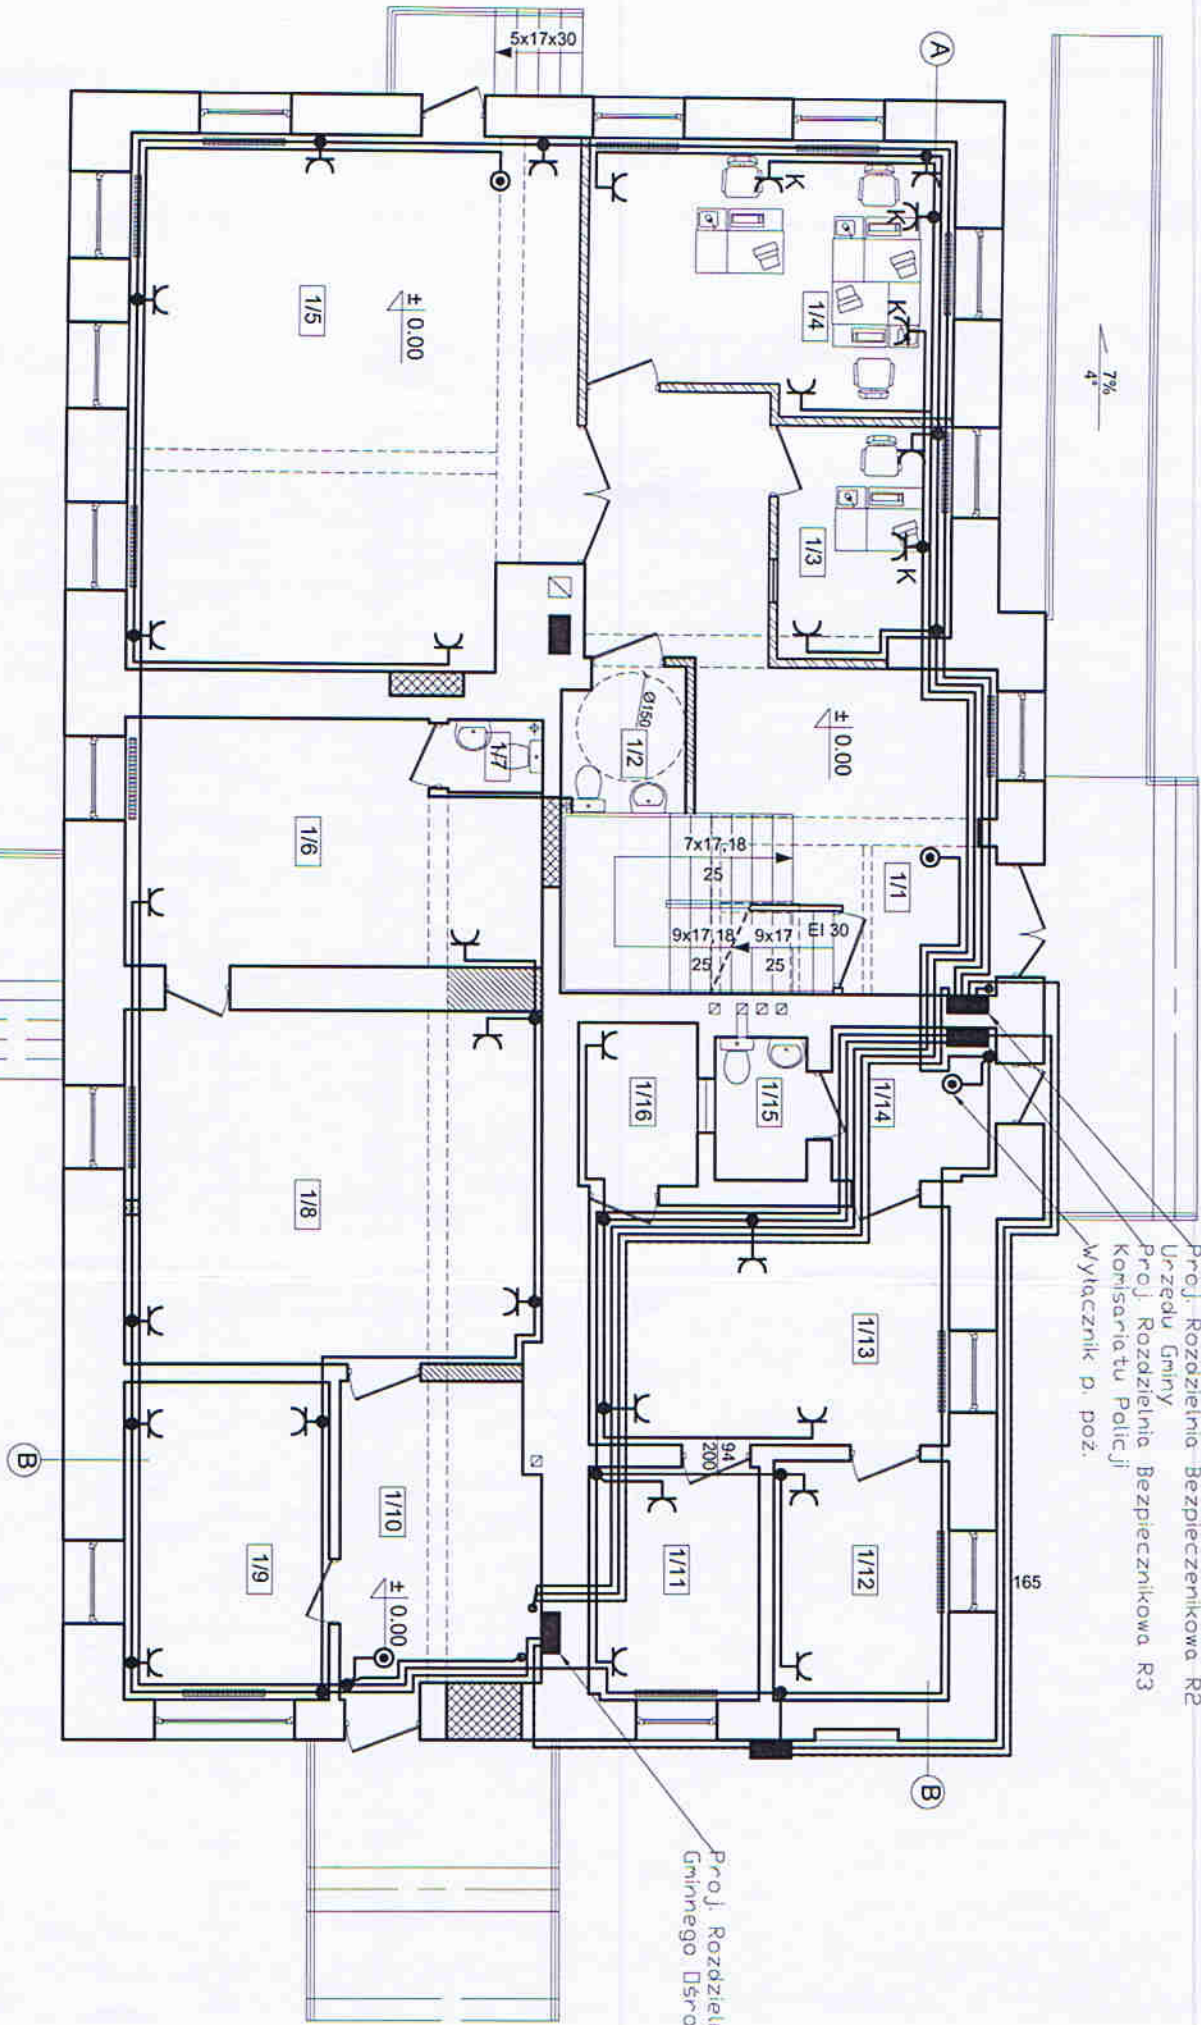 5x17x30
A
7%
4°
1/5
± 0.00
K
K
1/4
K
1/3
K
± 0.00
Ø150
1/2
1/7
1/6
7x17,18
25
1/1
9x17,18
25
9x17
25
EI 30
1/14
1/15
1/16
1/8
1/13
94
200
1/12
1/11
1/10
1/9
± 0.00
165
B
B
Proj. Rozdzielnia Bezpieczenikowa R2
Urzędu Gminy
Proj. Rozdzielnia Bezpiecznikowa R3
Komisariatu Policji
Wyłącznik p. poż.
Proj.
Gminnego